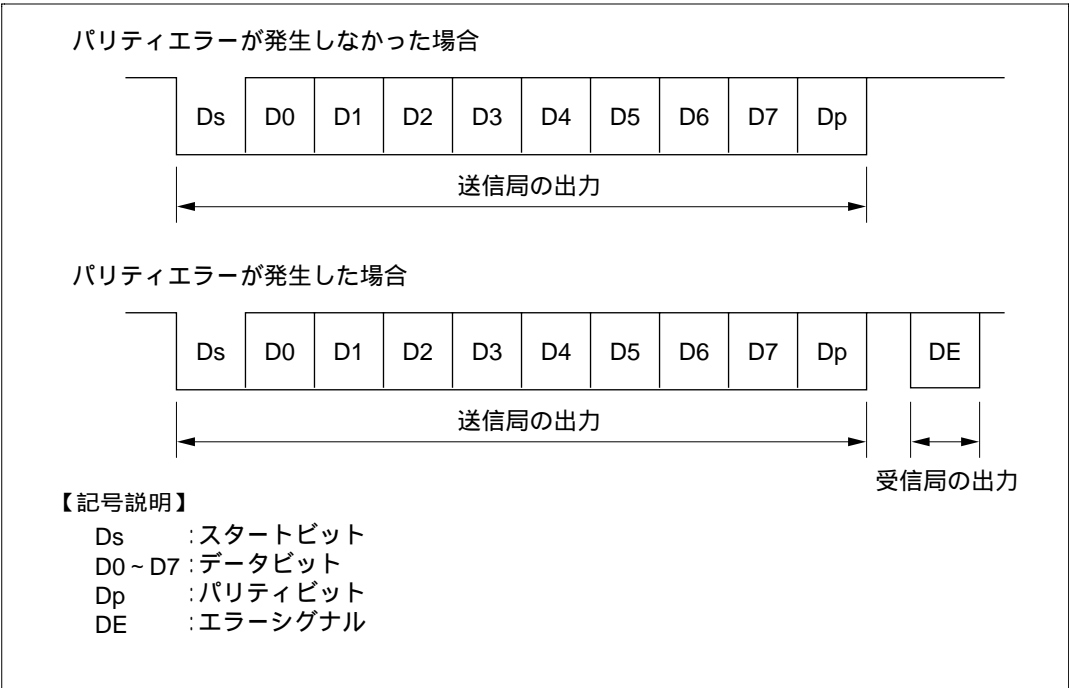 パリティエラーが発生しなかった場合
Ds D0 D1 D2 D3 D4 D5 D6 D7 Dp
送信局の出力
パリティエラーが発生した場合
Ds D0 D1 D2 D3 D4 D5 D6 D7 Dp DE
送信局の出力
受信局の出力
【記号説明】
Ds :スタートビット
D0~D7 :データビット
Dp :パリティビット
DE :エラーシグナル